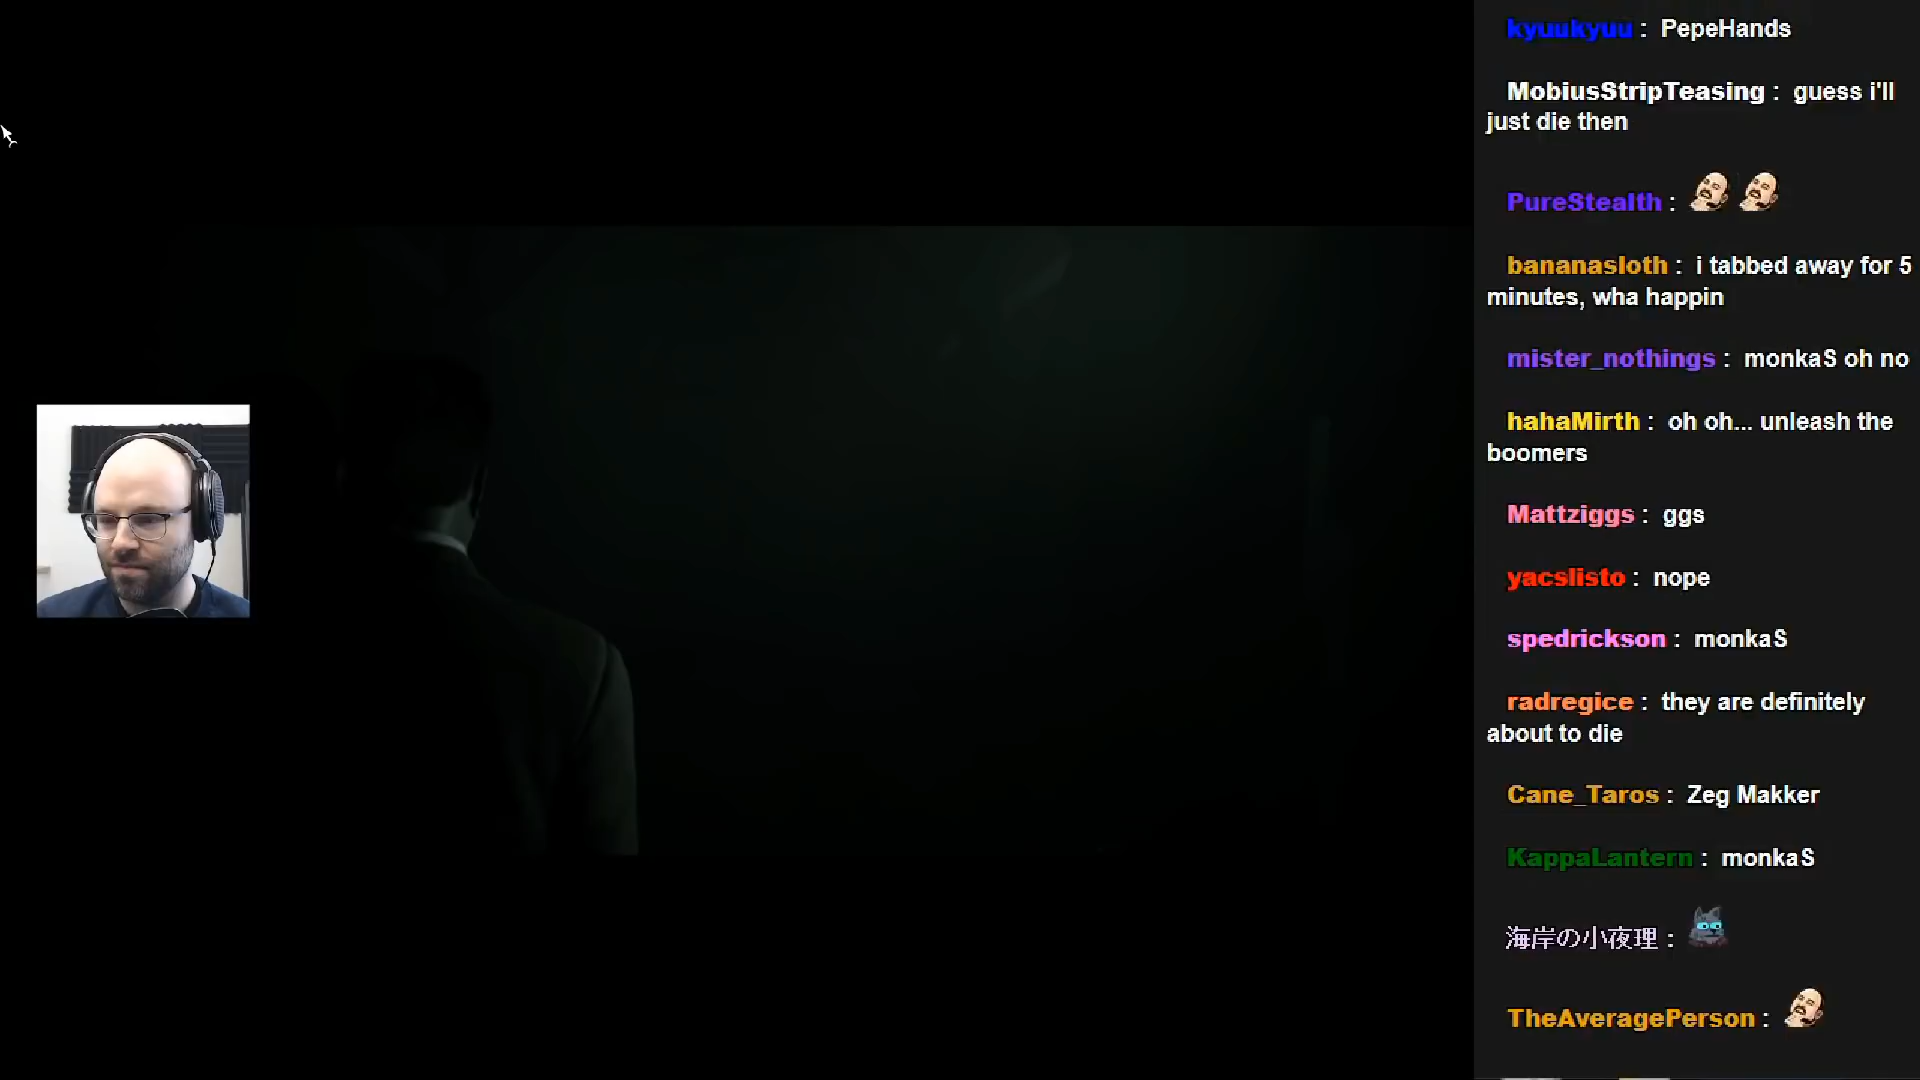 kyuukyuu : PepeHands
MobiusStripTeasing : guess i'll
just die then
PureStealth :
bananasloth : i tabbed away for 5
minutes, wha happin
mister_nothings : monkaS oh no
hahaMirth : oh oh... unleash the
boomers
Mattziggs : ggs
yacslisto : nope
spedrickson : monkaS
radregice : they are definitely
about to die
Cane_Taros : Zeg Makker
KappaLantern : monkaS
海岸の小夜理 :
TheAveragePerson :